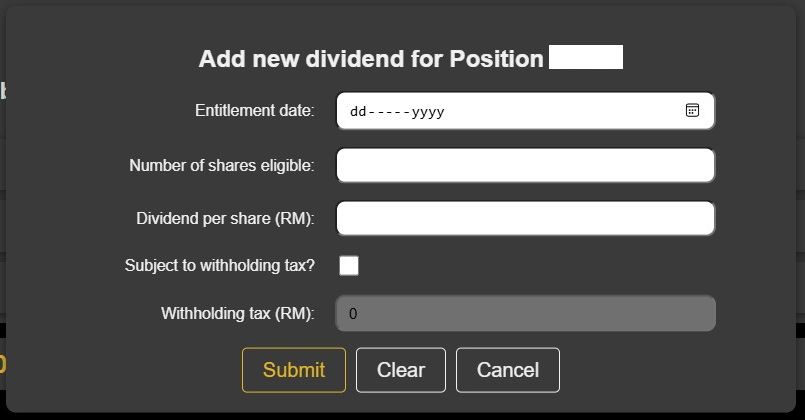 Add new dividend for Position
Entitlement date: dd-----yyyy
Number of shares eligible:
Dividend per share (RM):
Subject to withholding tax?
Withholding tax (RM): 0
Submit Clear Cancel